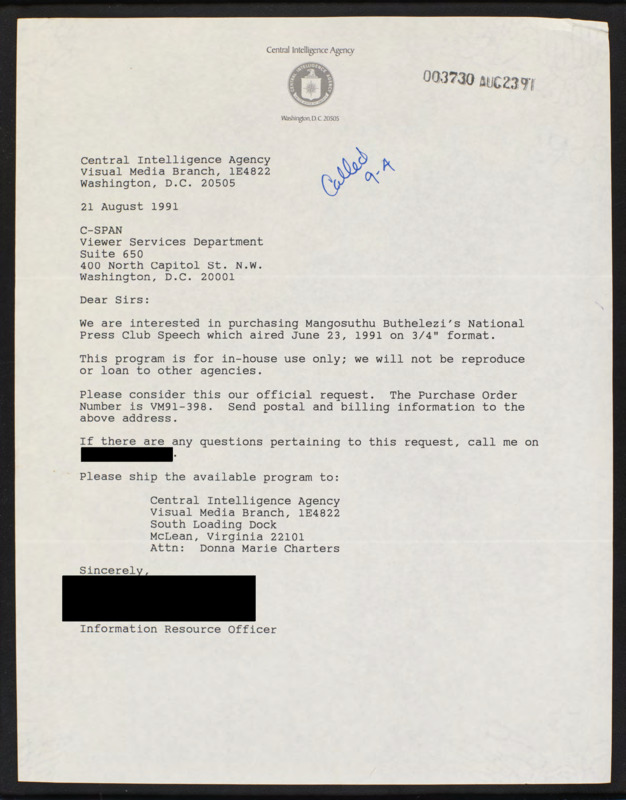 Central Intelligence Agency
Washington, D.C. 20505
003730 AUG 23 91
Called
9-4
Central Intelligence Agency
Visual Media Branch, 1E4822
Washington, D.C. 20505
21 August 1991
C-SPAN
Viewer Services Department
Suite 650
400 North Capitol St. N.W.
Washington, D.C. 20001
Dear Sirs:
We are interested in purchasing Mangosuthu Buthelezi's National
Press Club Speech which aired June 23, 1991 on 3/4" format.
This program is for in-house use only; we will not be reproduce
or loan to other agencies.
Please consider this our official request.  The Purchase Order
Number is VM91-398.  Send postal and billing information to the
above address.
If there are any questions pertaining to this request, call me on
.
Please ship the available program to:
Central Intelligence Agency
Visual Media Branch, 1E4822
South Loading Dock
McLean, Virginia 22101
Attn:  Donna Marie Charters
Sincerely,
Information Resource Officer